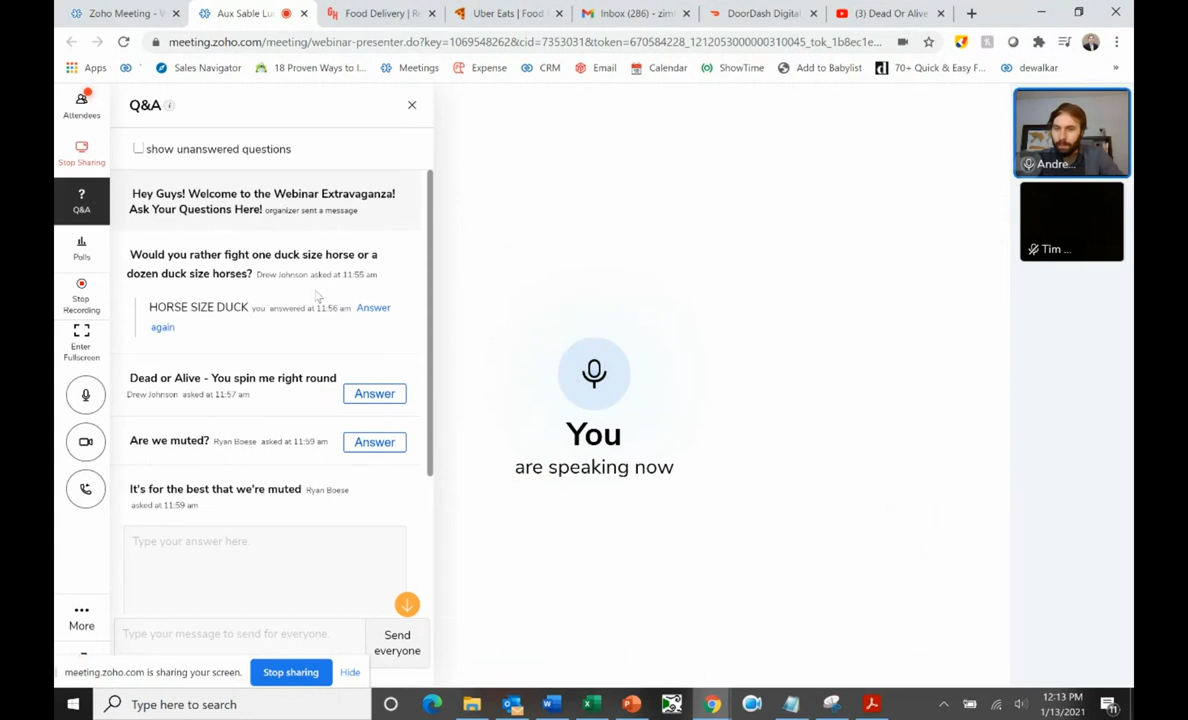 Zoho Meeting - W
Aux Sable Lu
Food Delivery | R
Uber Eats | Food
Inbox (286) - zim
DoorDash Digital
(3) Dead Or Alive
meeting.zoho.com/meeting/webinar-presenter.do?key=1069548262&cid=7353031&token=670584228_1212053000000310045_tok_1b8ec1e...
Apps
Sales Navigator
18 Proven Ways to I...
Meetings
Expense
CRM
Email
Calendar
ShowTime
Add to Babylist
70+ Quick & Easy F...
dewalkar
»
Attendees
Stop Sharing
?
Q&A
Polls
Stop
Recording
Enter
Fullscreen
More
Q&A
show unanswered questions
Hey Guys! Welcome to the Webinar Extravaganza!
Ask Your Questions Here! organizer sent a message
Would you rather fight one duck size horse or a
dozen duck size horses? Drew Johnson asked at 11:55 am
HORSE SIZE DUCK you answered at 11:56 am Answer
again
Dead or Alive - You spin me right round
Drew Johnson asked at 11:57 am
Answer
Are we muted? Ryan Boese asked at 11:59 am
Answer
It's for the best that we're muted Ryan Boese
asked at 11:59 am
Type your answer here.
Type your message to send for everyone.
Send
everyone
You
are speaking now
Andre...
Tim ...
meeting.zoho.com is sharing your screen.
Stop sharing
Hide
Type here to search
12:13 PM
1/13/2021
11